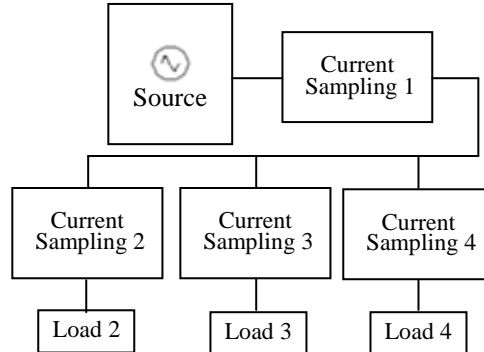 Source
Current
Sampling 1
Current
Sampling 2
Current
Sampling 3
Current
Sampling 4
Load 2
Load 3
Load 4